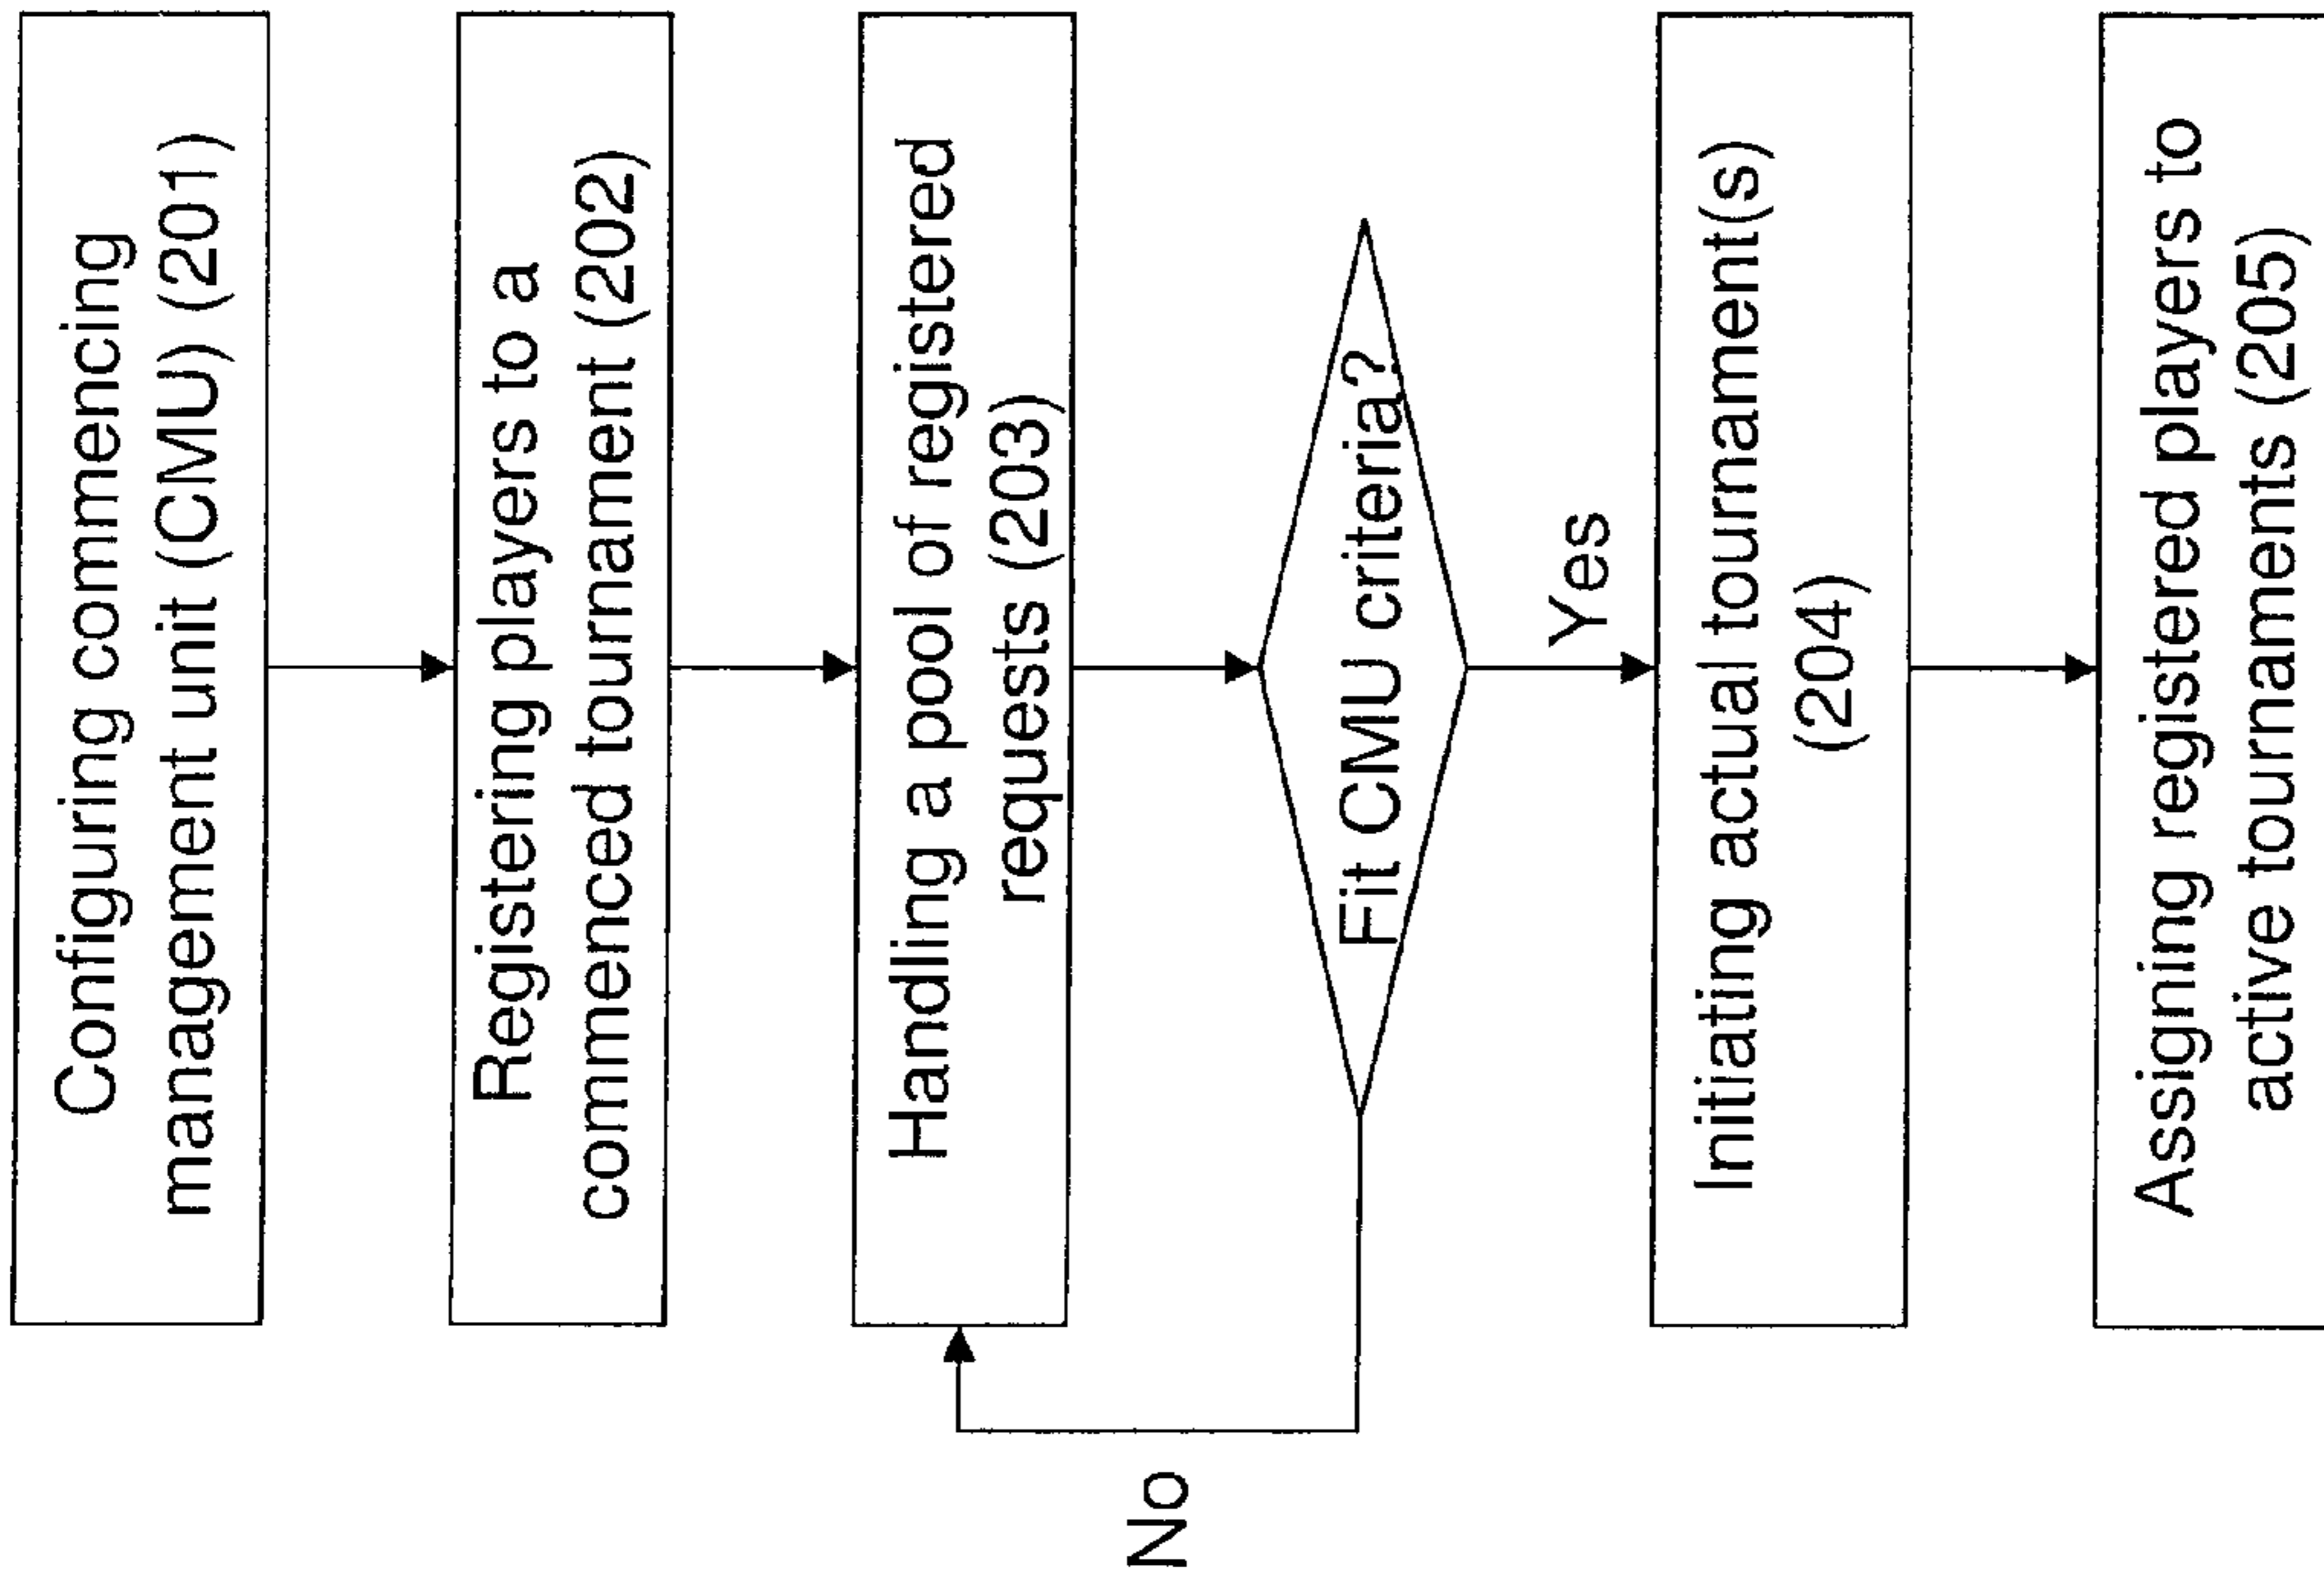 Configuring commencing
management unit (CMU) (201)
Registering players to a
commenced tournament (202)
Handling a pool of registered
requests (203)
Fit CMU criteria?
No
Yes
Initiating actual tournament(s)
(204)
Assigning registered players to
active tournaments (205)